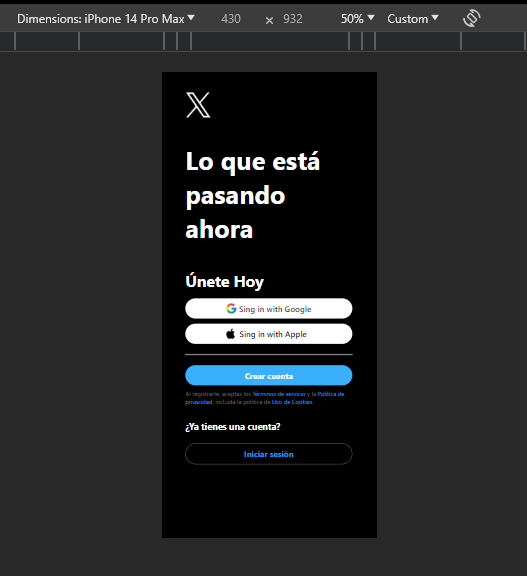 Dimensions: iPhone 14 Pro Max ▼ 430 × 932 50% ▼ Custom ▼
Lo que está
pasando
ahora
Únete Hoy
Sing in with Google
Sing in with Apple
Crear cuenta
Al registrarte, aceptas los Términos de servicio y la Política de
privacidad, incluida la política de Uso de Cookies.
¿Ya tienes una cuenta?
Iniciar sesión